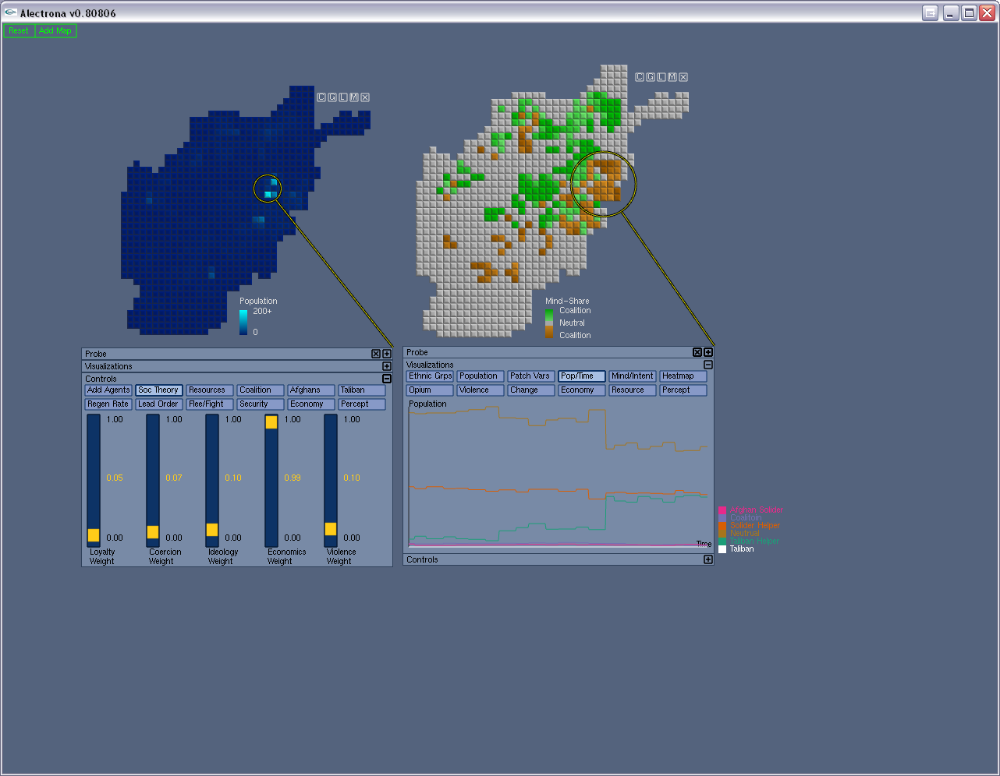 Alectrona v0.80806
Reset Add Map
C G L M X
C G L M X
Population
200+
0
Mind-Share
Coalition
Neutral
Coalition
Probe
Visualizations
Controls
Add Agents Soc Theory Resources Coalition Afghans Taliban
Regen Rate Lead Order Flee/Fight Security Economy Percept
1.00 1.00 1.00 1.00 1.00
0.05 0.07 0.10 0.99 0.10
0.00 0.00 0.00 0.00 0.00
Loyalty Coercion Ideology Economics Violence
Weight Weight Weight Weight Weight
Probe
Visualizations
Ethnic Grps Population Patch Vars Pop/Time Mind/Intent Heatmap
Opium Violence Change Economy Resource Percept
Population
Time
Controls
Afghan Solider
Coalitoin
Solider Helper
Neutrual
Taliban Helper
Taliban